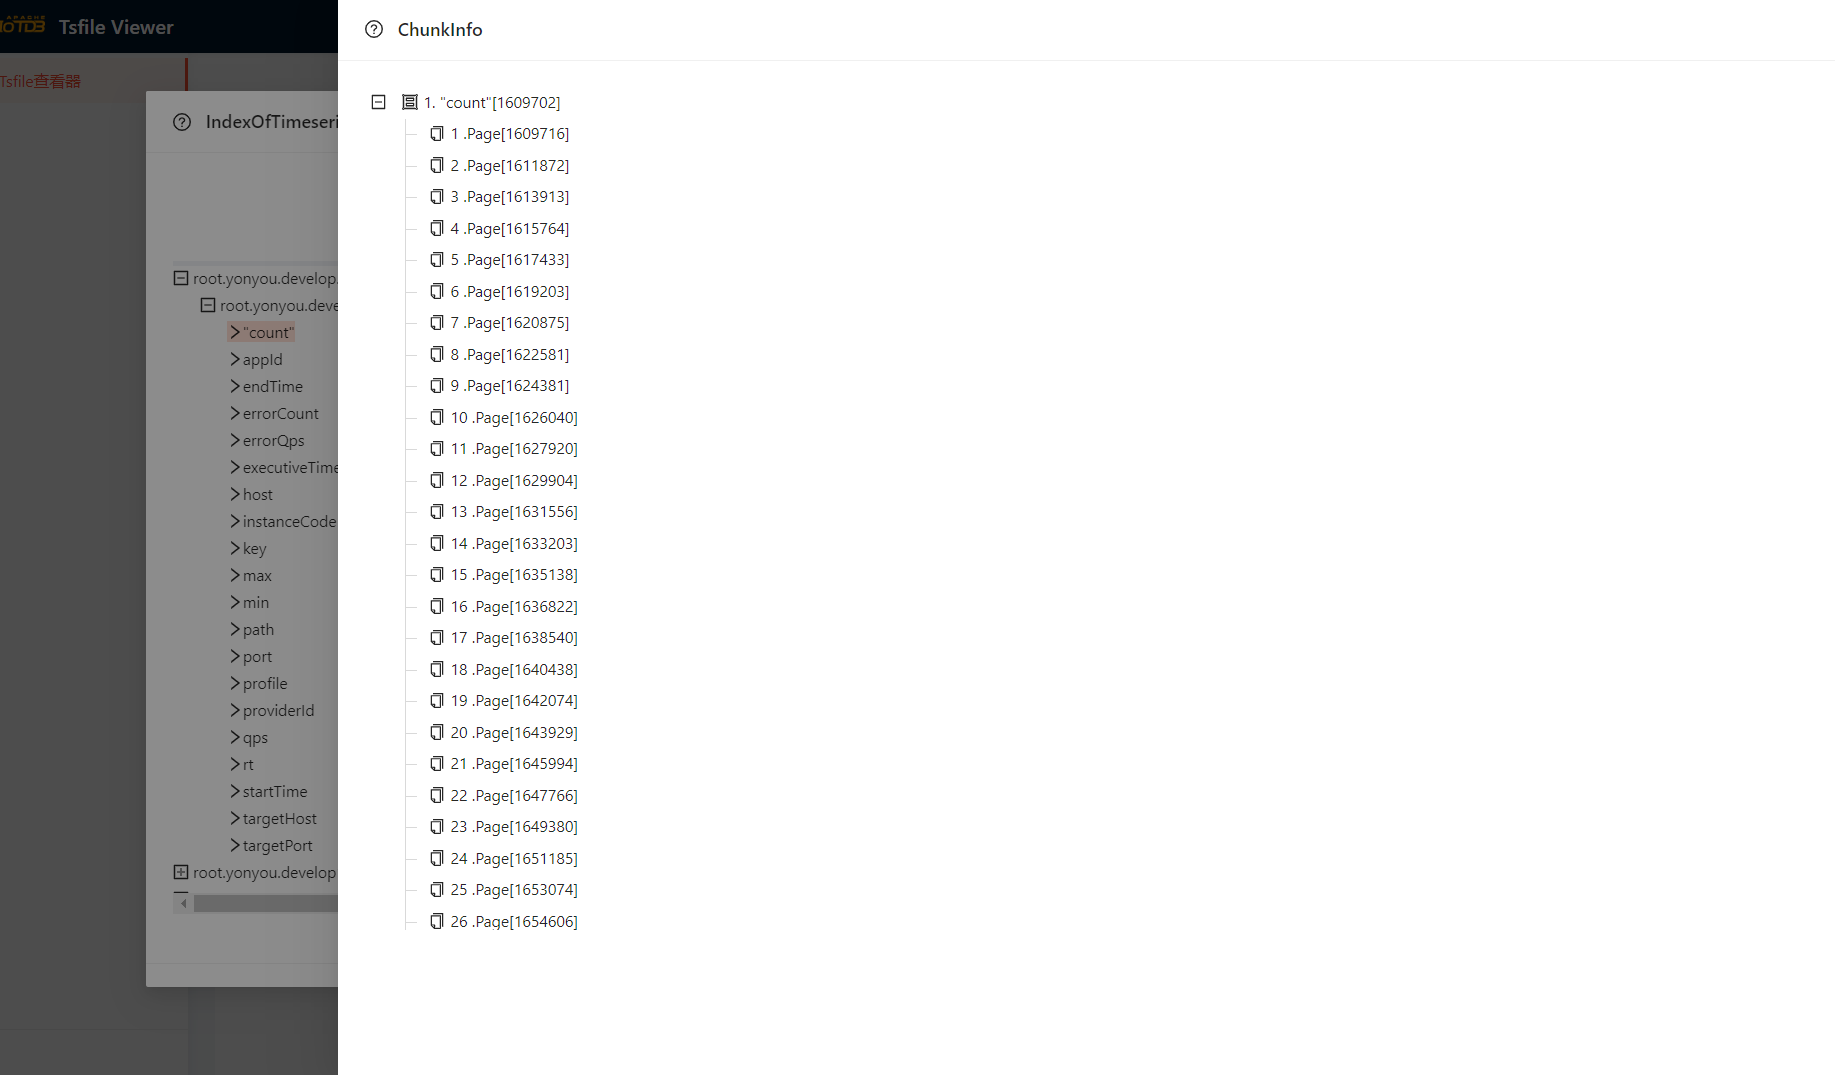 APACHE
IOTDB
Tsfile Viewer
Tsfile查看器
IndexOfTimeseri
root.yonyou.develop.
root.yonyou.deve
"count"
appId
endTime
errorCount
errorQps
executiveTime
host
instanceCode
key
max
min
path
port
profile
providerId
qps
rt
startTime
targetHost
targetPort
root.yonyou.develop
ChunkInfo
1. "count"[1609702]
1 .Page[1609716]
2 .Page[1611872]
3 .Page[1613913]
4 .Page[1615764]
5 .Page[1617433]
6 .Page[1619203]
7 .Page[1620875]
8 .Page[1622581]
9 .Page[1624381]
10 .Page[1626040]
11 .Page[1627920]
12 .Page[1629904]
13 .Page[1631556]
14 .Page[1633203]
15 .Page[1635138]
16 .Page[1636822]
17 .Page[1638540]
18 .Page[1640438]
19 .Page[1642074]
20 .Page[1643929]
21 .Page[1645994]
22 .Page[1647766]
23 .Page[1649380]
24 .Page[1651185]
25 .Page[1653074]
26 .Page[1654606]